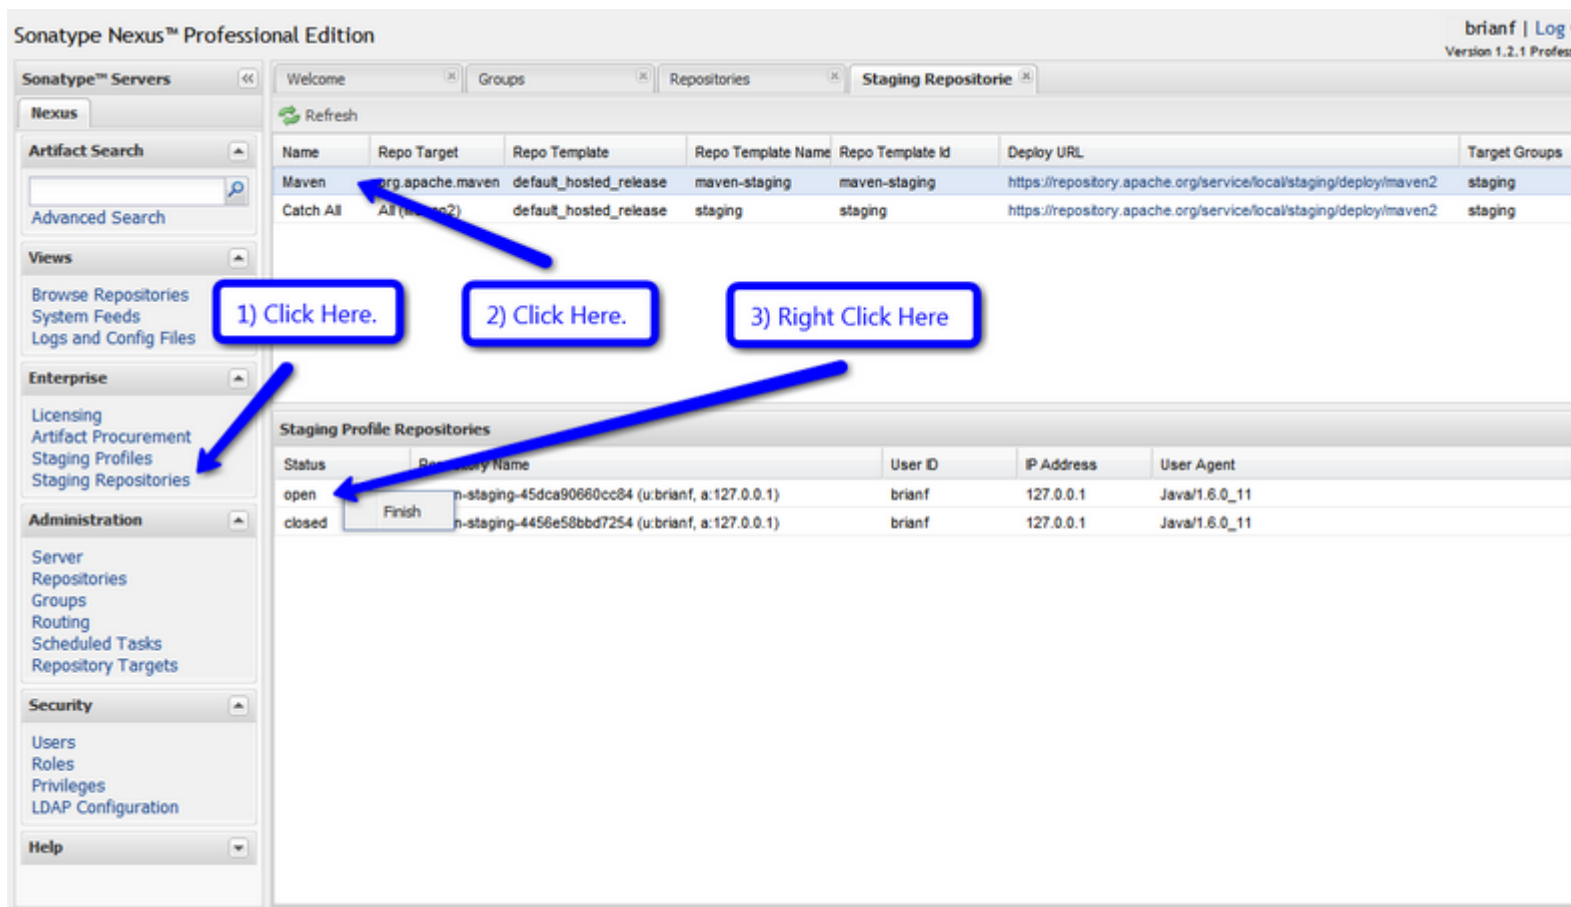 Sonatype Nexus™ Professional Edition
brianf | Log
Version 1.2.1 Profes
Sonatype™ Servers
Nexus
Artifact Search
Advanced Search
Views
Browse Repositories
System Feeds
Logs and Config Files
Enterprise
Licensing
Artifact Procurement
Staging Profiles
Staging Repositories
Administration
Server
Repositories
Groups
Routing
Scheduled Tasks
Repository Targets
Security
Users
Roles
Privileges
LDAP Configuration
Help
Welcome Groups Repositories Staging Repositorie
Refresh
Name Repo Target Repo Template Repo Template Name Repo Template Id Deploy URL Target Groups
Maven org.apache.maven default_hosted_release maven-staging maven-staging https://repository.apache.org/service/local/staging/deploy/maven2 staging
Catch All All (Maven2) default_hosted_release staging staging https://repository.apache.org/service/local/staging/deploy/maven2 staging
1) Click Here.
2) Click Here.
3) Right Click Here
Staging Profile Repositories
Status Repository Name User ID IP Address User Agent
open n-staging-45dca90660cc84 (u:brianf, a:127.0.0.1) brianf 127.0.0.1 Java/1.6.0_11
Finish
closed n-staging-4456e58bbd7254 (u:brianf, a:127.0.0.1) brianf 127.0.0.1 Java/1.6.0_11